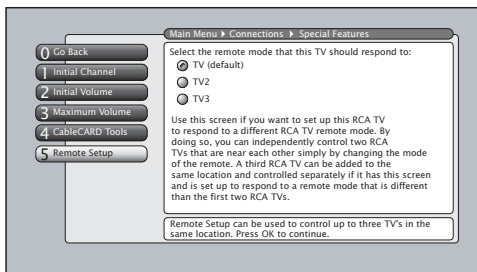 Main Menu ▸ Connections ▸ Special Features
0 Go Back
1 Initial Channel
2 Initial Volume
3 Maximum Volume
4 CableCARD Tools
5 Remote Setup
Select the remote mode that this TV should respond to:
TV (default)
TV2
TV3
Use this screen if you want to set up this RCA TV
to respond to a different RCA TV remote mode. By
doing so, you can independently control two RCA
TVs that are near each other simply by changing the mode
of the remote. A third RCA TV can be added to the
same location and controlled separately if it has this screen
and is set up to respond to a remote mode that is different
than the first two RCA TVs.
Remote Setup can be used to control up to three TV's in the
same location. Press OK to continue.